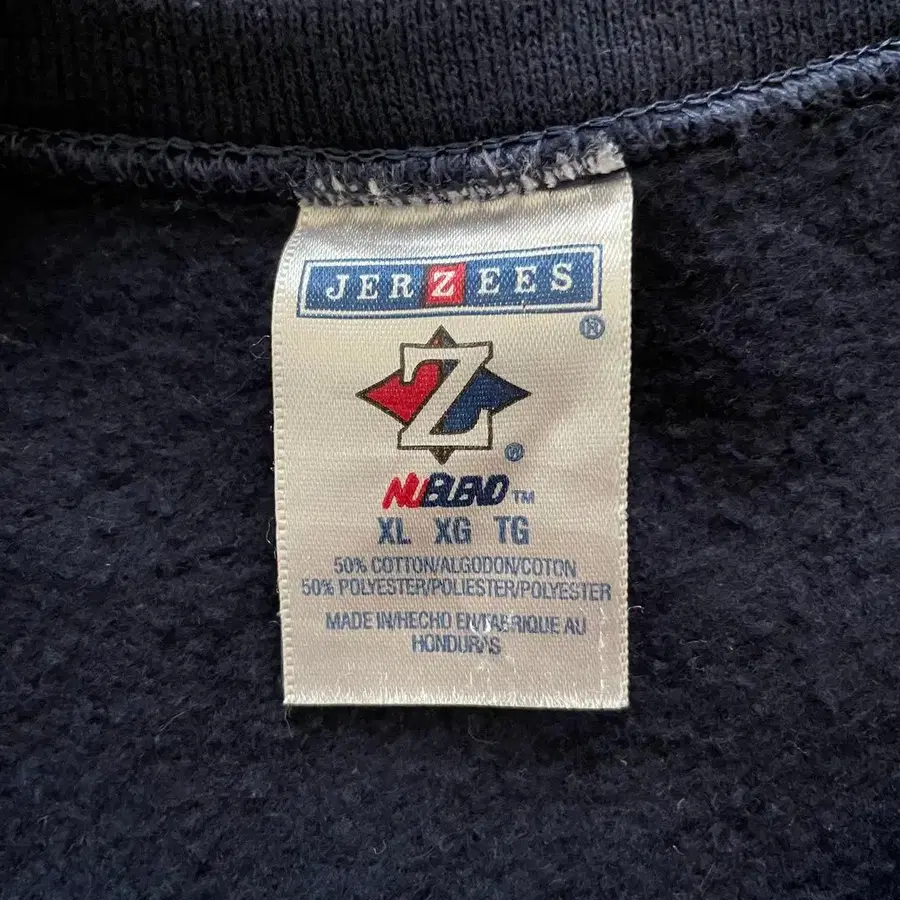 JERZEES
®
Z
®
NUBLEND™
XL XG TG
50% COTTON/ALGODON/COTON
50% POLYESTER/POLIESTER/POLYESTER
MADE IN/HECHO EN/FABRIQUE AU
HONDURAS